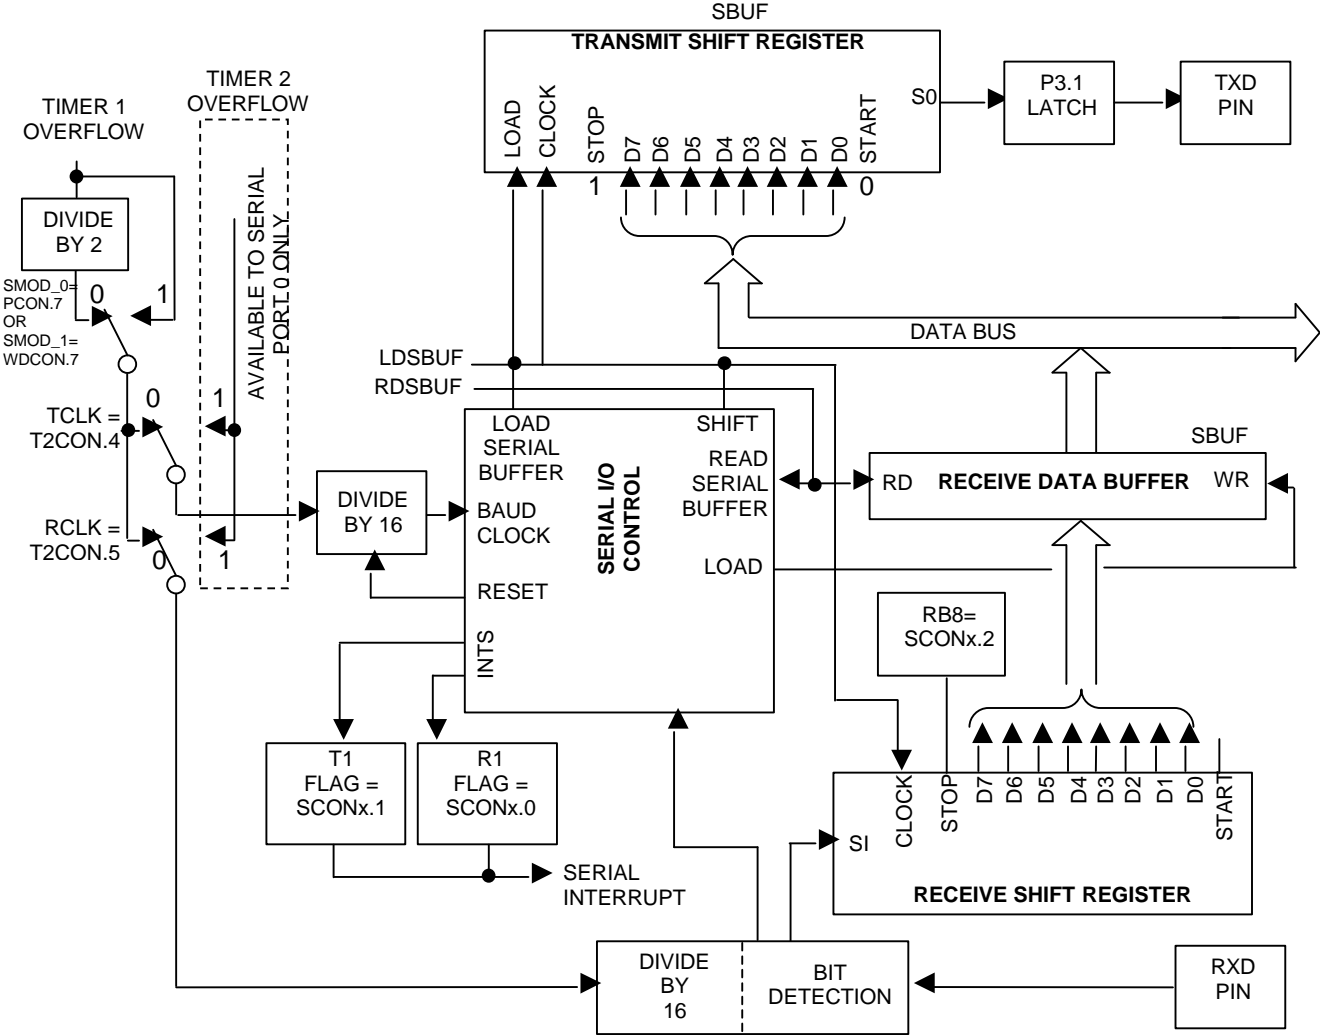 SBUF
TRANSMIT SHIFT REGISTER
LOAD
CLOCK
STOP
D7
D6
D5
D4
D3
D2
D1
D0
START
1
0
S0
P3.1
LATCH
TXD
PIN
TIMER 1
OVERFLOW
TIMER 2
OVERFLOW
DIVIDE
BY 2
AVAILABLE TO SERIAL
PORT 0 ONLY
SMOD_0=
PCON.7
OR
SMOD_1=
WDCON.7
0
1
DATA BUS
LDSBUF
RDSBUF
TCLK =
T2CON.4
0
1
RCLK =
T2CON.5
0
1
DIVIDE
BY 16
LOAD
SERIAL
BUFFER
SHIFT
READ
SERIAL
BUFFER
BAUD
CLOCK
SERIAL I/O
CONTROL
LOAD
RESET
INTS
SBUF
RD
RECEIVE DATA BUFFER
WR
RB8=
SCONx.2
T1
FLAG =
SCONx.1
R1
FLAG =
SCONx.0
SERIAL
INTERRUPT
CLOCK
STOP
D7
D6
D5
D4
D3
D2
D1
D0
START
SI
RECEIVE SHIFT REGISTER
DIVIDE
BY
16
BIT
DETECTION
RXD
PIN